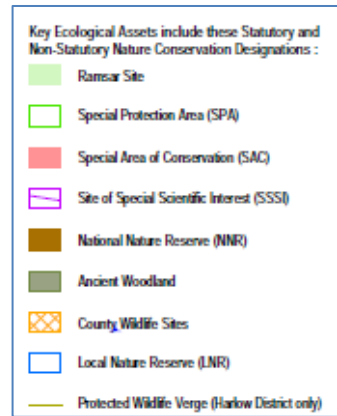 Key Ecological Assets include these Statutory and
Non-Statutory Nature Conservation Designations :
Ramsar Site
Special Protection Area (SPA)
Special Area of Conservation (SAC)
Site of Special Scientific Interest (SSSI)
National Nature Reserve (NNR)
Ancient Woodland
County Wildlife Sites
Local Nature Reserve (LNR)
Protected Wildlife Verge (Harlow District only)